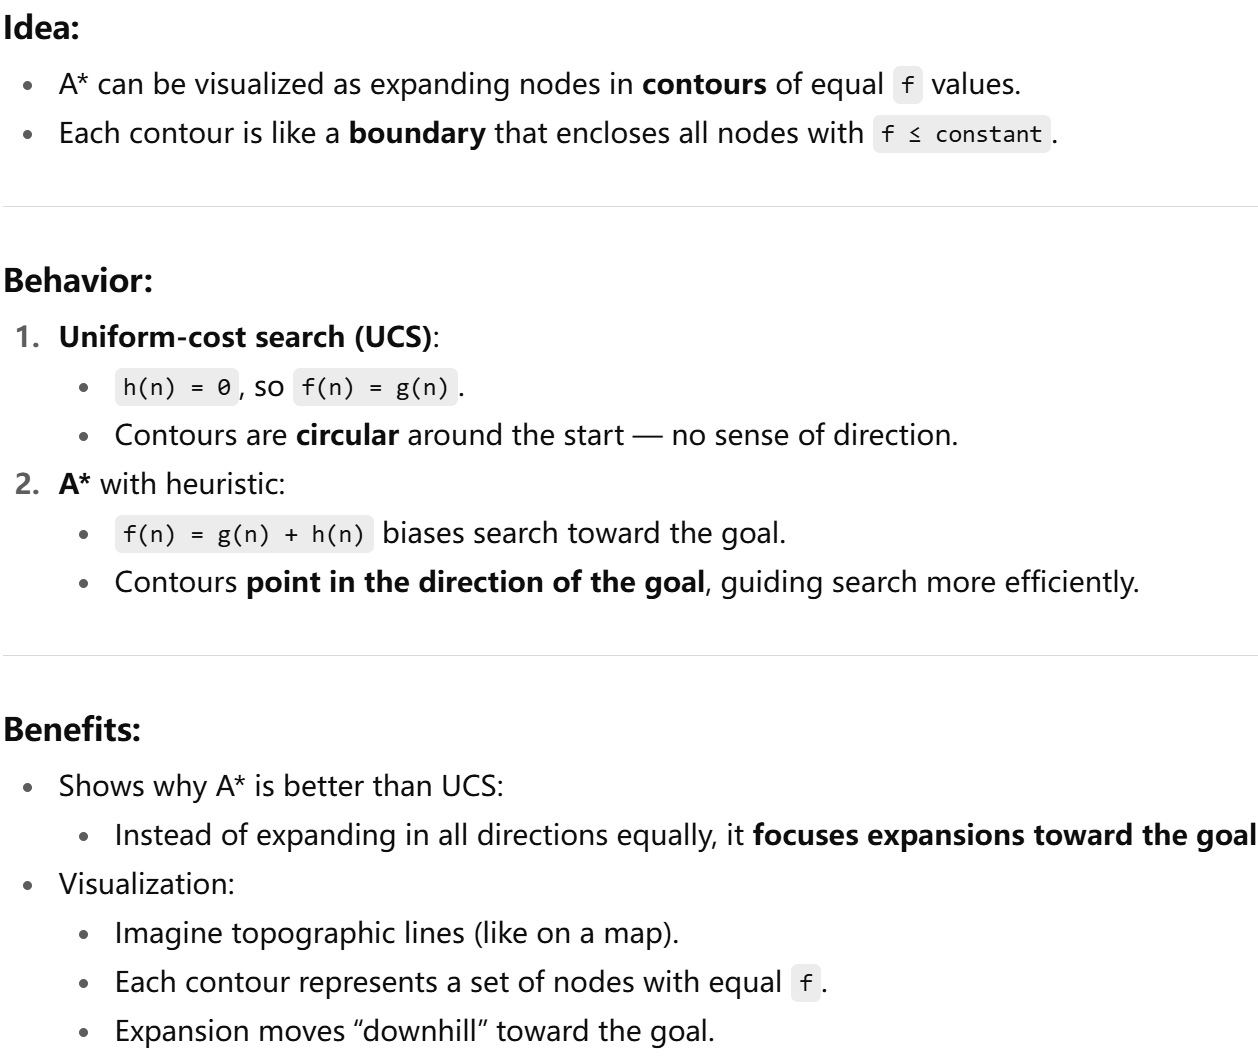 Idea:
• A* can be visualized as expanding nodes in contours of equal f values.
• Each contour is like a boundary that encloses all nodes with f ≤ constant.
Behavior:
1. Uniform-cost search (UCS):
• h(n) = 0, so f(n) = g(n).
• Contours are circular around the start — no sense of direction.
2. A* with heuristic:
• f(n) = g(n) + h(n) biases search toward the goal.
• Contours point in the direction of the goal, guiding search more efficiently.
Benefits:
• Shows why A* is better than UCS:
• Instead of expanding in all directions equally, it focuses expansions toward the goal
• Visualization:
• Imagine topographic lines (like on a map).
• Each contour represents a set of nodes with equal f.
• Expansion moves “downhill” toward the goal.